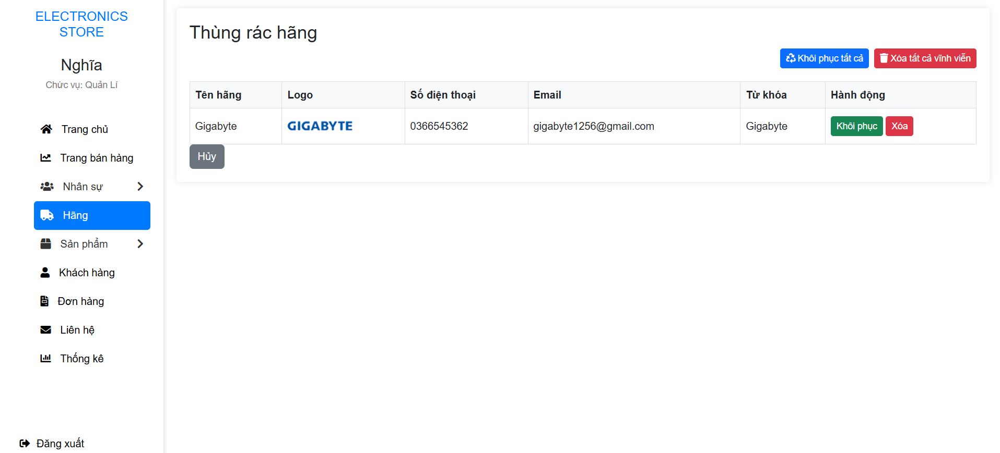 ELECTRONICS
STORE
Nghĩa
Chức vụ: Quản Lí
Trang chủ
Trang bán hàng
Nhân sự
Hãng
Sản phẩm
Khách hàng
Đơn hàng
Liên hệ
Thống kê
Đăng xuất
Thùng rác hãng
Khôi phục tất cả Xóa tất cả vĩnh viễn
Tên hãng Logo Số điện thoại Email Từ khóa Hành động
Gigabyte GIGABYTE 0366545362 gigabyte1256@gmail.com Gigabyte Khôi phục Xóa
Hủy